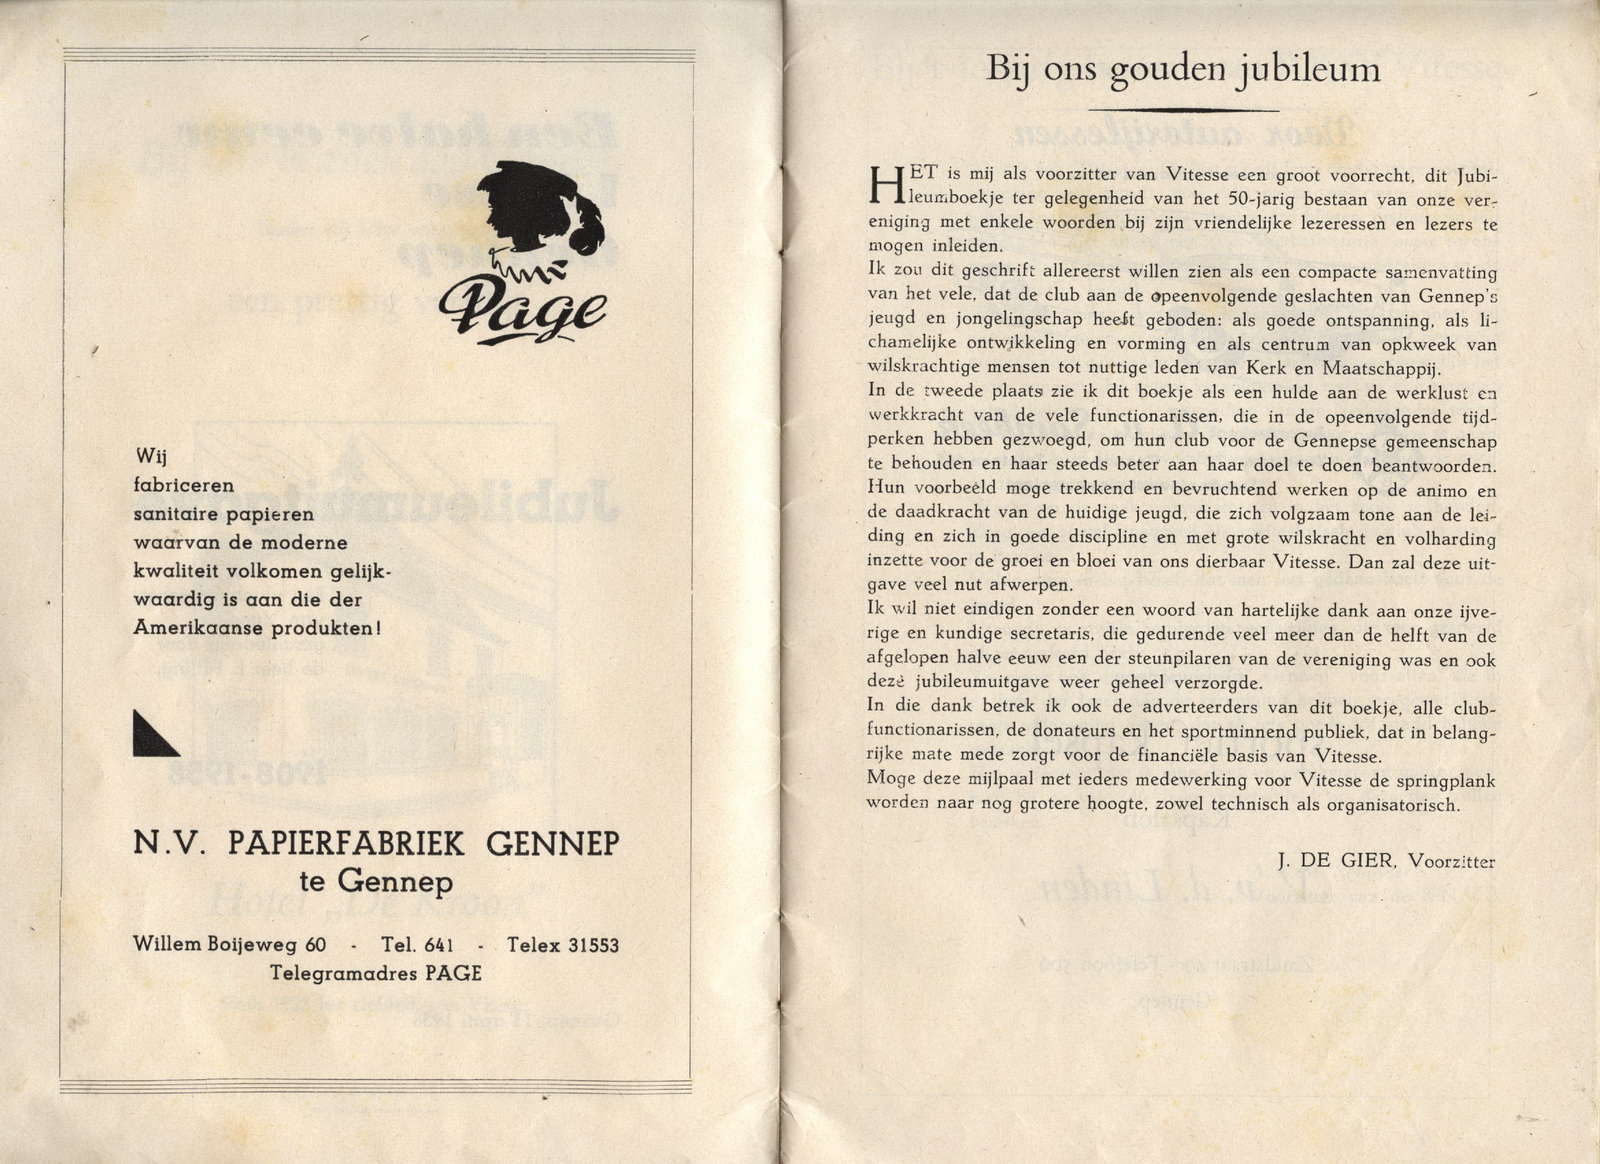 Page
Wij
fabriceren
sanitaire papieren
waarvan de moderne
kwaliteit volkomen gelijk-
waardig is aan die der
Amerikaanse produkten!
N.V. PAPIERFABRIEK GENNEP
te Gennep
Willem Boijeweg 60 - Tel. 641 - Telex 31553
Telegramadres PAGE
Bij ons gouden jubileum
HET is mij als voorzitter van Vitesse een groot voorrecht, dit Jubi-
leumboekje ter gelegenheid van het 50-jarig bestaan van onze ver-
eniging met enkele woorden bij zijn vriendelijke lezeressen en lezers te
mogen inleiden.
Ik zou dit geschrift allereerst willen zien als een compacte samenvatting
van het vele, dat de club aan de opeenvolgende geslachten van Gennep's
jeugd en jongelingschap heeft geboden: als goede ontspanning, als li-
chamelijke ontwikkeling en vorming en als centrum van opkweek van
wilskrachtige mensen tot nuttige leden van Kerk en Maatschappij.
In de tweede plaats zie ik dit boekje als een hulde aan de werklust en
werkkracht van de vele functionarissen, die in de opeenvolgende tijd-
perken hebben gezwoegd, om hun club voor de Gennepse gemeenschap
te behouden en haar steeds beter aan haar doel te doen beantwoorden.
Hun voorbeeld moge trekkend en bevruchtend werken op de animo en
de daadkracht van de huidige jeugd, die zich volgzaam tone aan de lei-
ding en zich in goede discipline en met grote wilskracht en volharding
inzette voor de groei en bloei van ons dierbaar Vitesse. Dan zal deze uit-
gave veel nut afwerpen.
Ik wil niet eindigen zonder een woord van hartelijke dank aan onze ijve-
rige en kundige secretaris, die gedurende veel meer dan de helft van de
afgelopen halve eeuw een der steunpilaren van de vereniging was en ook
deze jubileumuitgave weer geheel verzorgde.
In die dank betrek ik ook de adverteerders van dit boekje, alle club-
functionarissen, de donateurs en het sportminnend publiek, dat in belang-
rijke mate mede zorgt voor de financiële basis van Vitesse.
Moge deze mijlpaal met ieders medewerking voor Vitesse de springplank
worden naar nog grotere hoogte, zowel technisch als organisatorisch.
J. DE GIER, Voorzitter